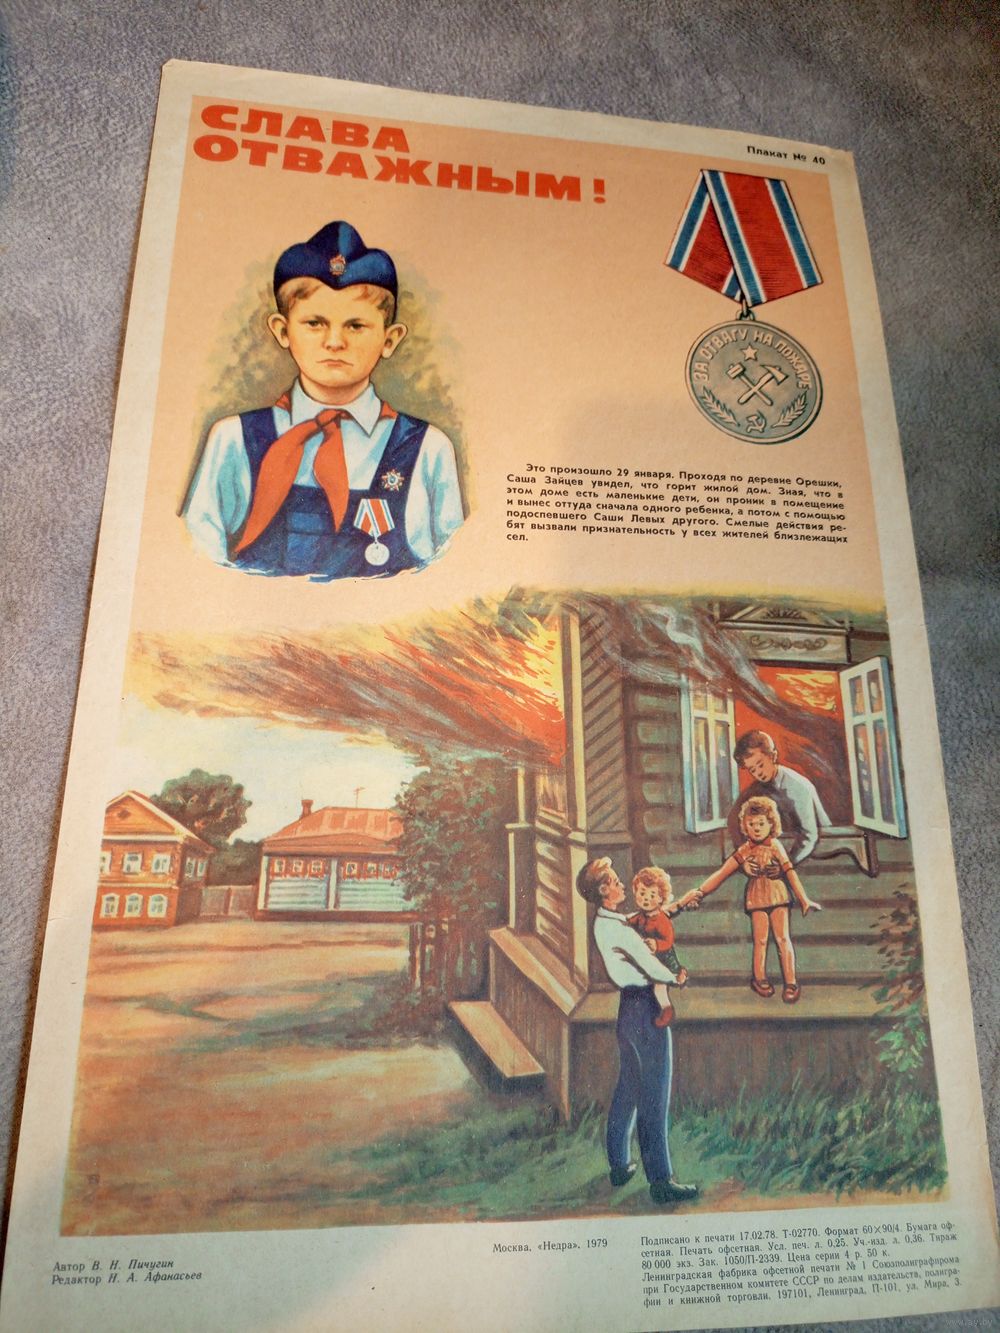 СЛАВА
ОТВАЖНЫМ!
Плакат № 40
ЗА ОТВАГУ НА ПОЖАРЕ
Это произошло 29 января. Проходя по деревне Орешки,
Саша Зайцев увидел, что горит жилой дом. Зная, что в
этом доме есть маленькие дети, он проник в помещение
и вынес оттуда сначала одного ребенка, а потом с помощью
подоспевшего Саши Левых другого. Смелые действия ре-
бят вызвали признательность у всех жителей близлежащих
сел.
Автор В. Н. Пичугин
Редактор Н. А. Афанасьев
Москва, «Недра», 1979
Подписано к печати 17.02.78. Т-02770. Формат 60×90/4. Бумага оф-
сетная. Печать офсетная. Усл. печ. л. 0,25. Уч.-изд. л. 0,36. Тираж
80 000 экз. Зак. 1050/П-2339. Цена серии 4 р. 50 к.
Ленинградская фабрика офсетной печати № 1 Союзполиграфпрома
при Государственном комитете СССР по делам издательств, полигра-
фии и книжной торговли. 197101, Ленинград, П-101, ул. Мира, 3.
www.ay.by